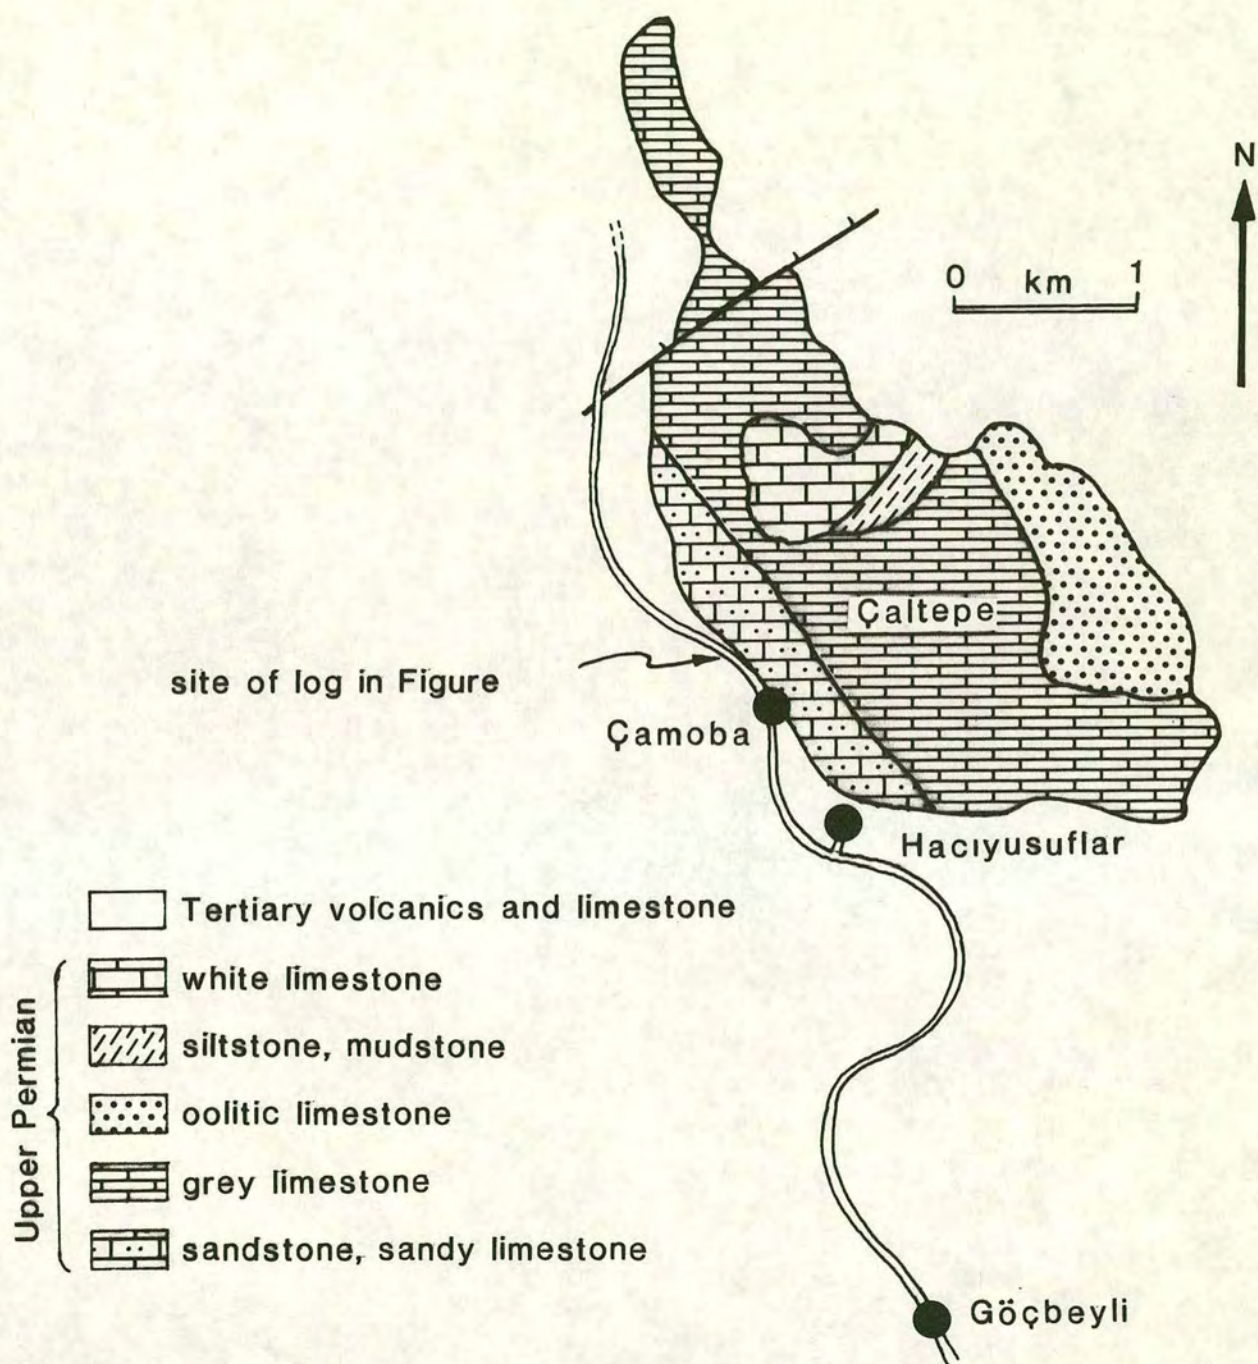 N
0 km 1
Çaltepe
site of log in Figure
Çamoba
Hacıyusuflar
Tertiary volcanics and limestone
Upper Permian
white limestone
siltstone, mudstone
oolitic limestone
grey limestone
sandstone, sandy limestone
Göçbeyli